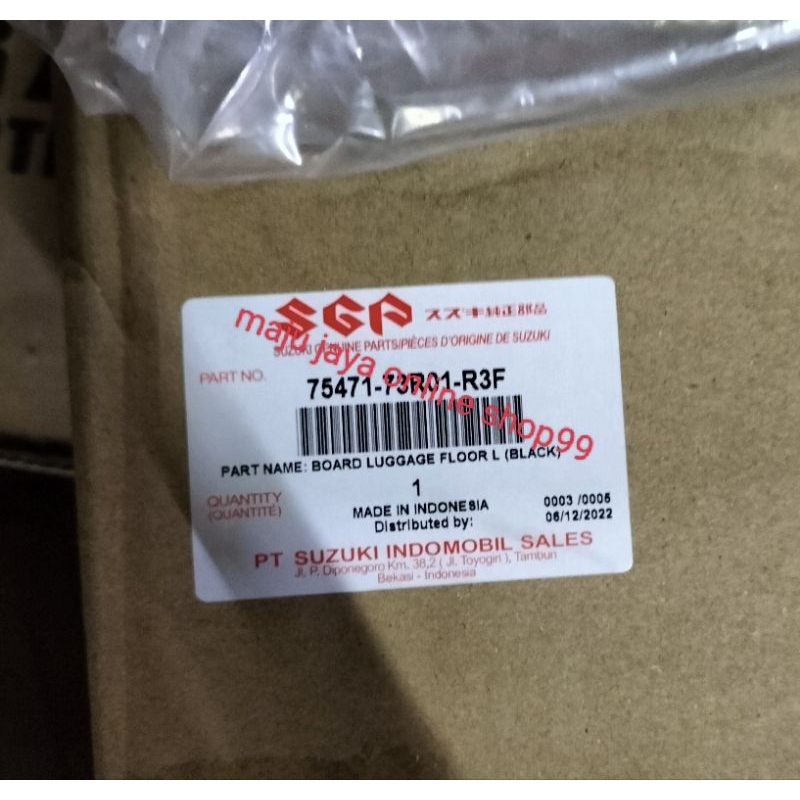 SGP スズキ純正部品
SUZUKI GENUINE PARTS/PIÈCES D'ORIGINE DE SUZUKI
maju jaya online shop99
PART NO. 75471-73R01-R3F
PART NAME: BOARD LUGGAGE FLOOR L (BLACK)
QUANTITY 1
(QUANTITÉ)
MADE IN INDONESIA 0003 /0005
Distributed by: 06/12/2022
PT SUZUKI INDOMOBIL SALES
Jl. P. Diponegoro Km. 38,2 ( Jl. Toyogiri ), Tambun
Bekasi - Indonesia